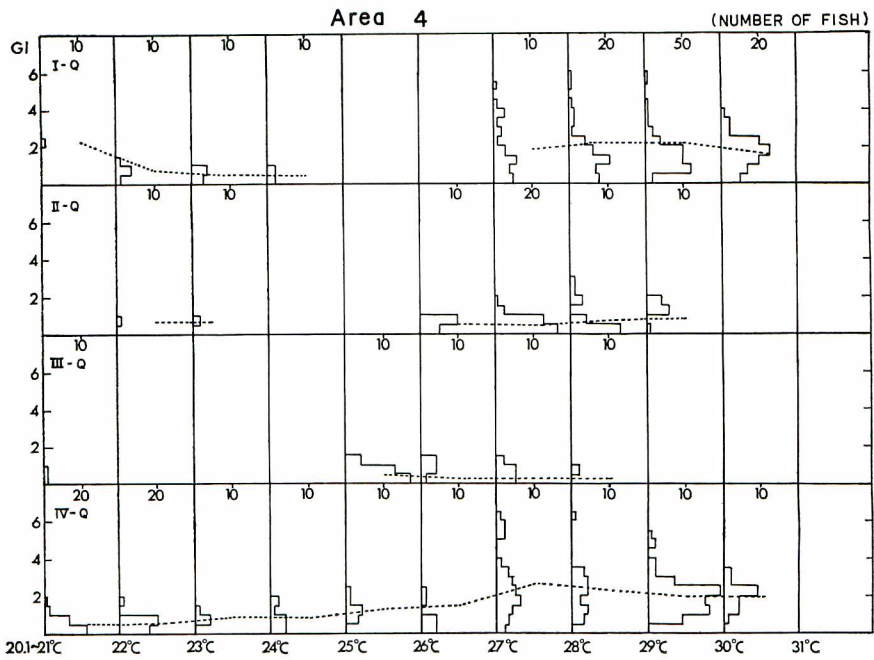 Area 4 (NUMBER OF FISH)
GI 10 10 10 10 10 20 50 20
I-Q
6
4
2
10 10 10 20 10 10
II-Q
6
4
2
10 10 10 10 10
III-Q
6
4
2
20 20 10 10 10 10 10 10 10 10
IV-Q
6
4
2
20.1~21°C 22°C 23°C 24°C 25°C 26°C 27°C 28°C 29°C 30°C 31°C